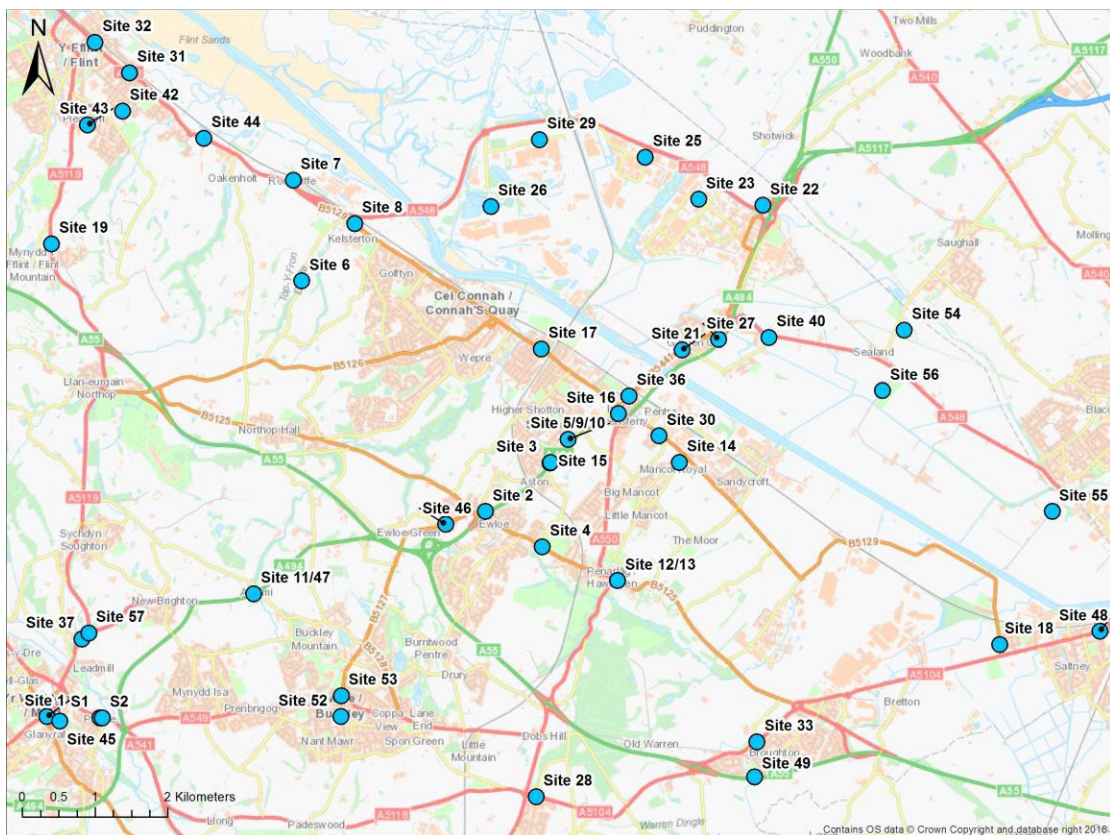 N
Site 32
Y Fflint
/ Flint
Site 31
Site 42
Site 43
Flint Sands
Puddington
Two Mills
Woodbank
A550
A540
A5117
Site 44
Site 29
Site 25
Shotwick
A5117
Oakenholt
Site 7
A548
Site 26
Site 23
Site 22
A5119
B5129
A548
Site 8
Kelsterton
Site 19
Mynydd
Fflint / Flint
Mountain
Site 6
Top-Y-Fron
Golftyn
Saughall
A540
A494
Cei Connah /
Connah'S Quay
Site 17
Site 21
Site 27
Site 40
Site 54
Sealand
Wepre
A55
B5126
Llan-eurgain
Northop
Site 36
Site 16
Site 56
A548
Higher Shotton
B5125
Site 5/9/10
Pentre
Site 30
Northop Hall
Site 3
Site 15
Site 14
Mancot Royal
Sandycroft
A55
Aston
Big Mancot
A5119
Site 46
Site 2
Ewloe
Little Mancot
Site 55
Ewloe Green
Sychdyn /
Soughton
Site 4
A550
The Moor
B5129
A494
Site 12/13
Site 11/47
New Brighton
B5125
Site 37
Site 57
B5127
Buckley
Mountain
Burntwood
Pentre
A55
Site 18
Site 48
Saltney
Leadmill
B5128
A5104
Mynydd Isa
Site 53
Drury
Bretton
Site 1
S1
S2
A549
Prenbrogog
Site 52
Coppa
View
Lane
End
Site 33
Site 45
A541
Nant Mawr
Spon Green
Dobs Hill
Old Warren
Broughton
Little
Mountain
Site 49
A55
Site 28
A55
0 0.5 1 2 Kilometers
A494
Llong
Padeswood
A5118
A5104
Warren Dingle
Contains OS data © Crown Copyright and database right 2016